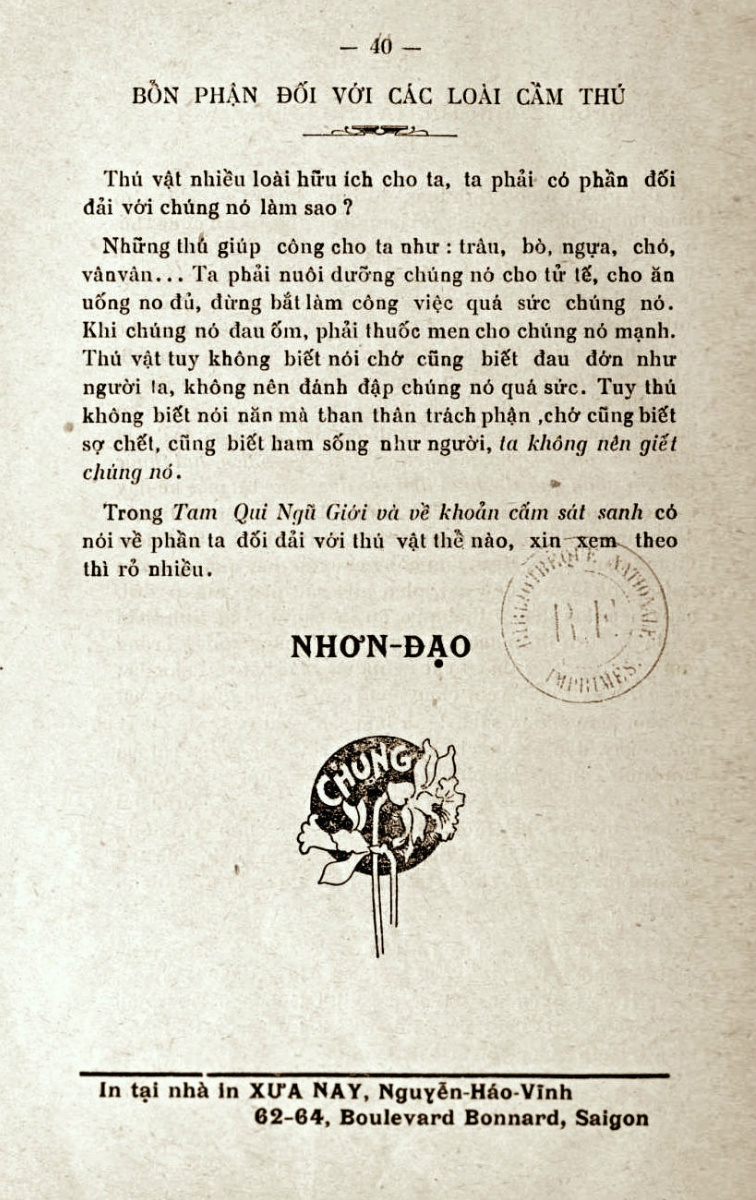 — 40 —
BỔN PHẬN ĐỐI VỚI CÁC LOÀI CẦM THÚ
Thú vật nhiều loài hữu ích cho ta, ta phải có phần đối
đải với chúng nó làm sao ?
Những thú giúp công cho ta như : trâu, bò, ngựa, chó,
vânvân... Ta phải nuôi dưỡng chúng nó cho tử tế, cho ăn
uống no đủ, đừng bắt làm công việc quá sức chúng nó.
Khi chúng nó đau ốm, phải thuốc men cho chúng nó mạnh.
Thú vật tuy không biết nói chớ cũng biết đau đớn như
người ta, không nên đánh đập chúng nó quá sức. Tuy thú
không biết nói năn mà than thân trách phận ,chớ cũng biết
sợ chết, cũng biết ham sống như người, ta không nên giết
chúng nó.
Trong Tam Qui Ngũ Giới và về khoản cấm sát sanh có
nói về phần ta đối đải với thú vật thể nào, xin xem theo
thì rỏ nhiều.
BIBLIOTHÈQUE NATIONALE
R.F.
IMPRIMÉS.
NHƠN-ĐẠO
CHUNG
In tại nhà in XƯA NAY, Nguyễn-Háo-Vĩnh
62-64, Boulevard Bonnard, Saigon